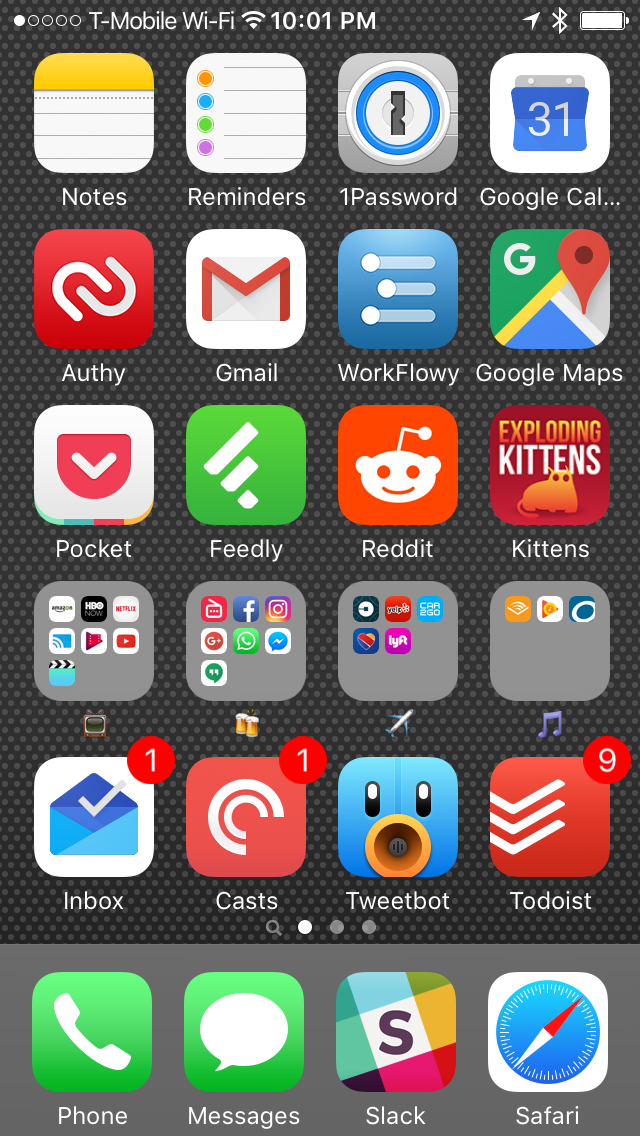 T-Mobile Wi-Fi 10:01 PM
31
Notes Reminders 1Password Google Cal...
G
Authy Gmail WorkFlowy Google Maps
EXPLODING
KITTENS
Pocket Feedly Reddit Kittens
amazon HBO NOW NETFLIX
yelp CAR2GO
G+ lyft
1 1 9
Inbox Casts Tweetbot Todoist
S
Phone Messages Slack Safari